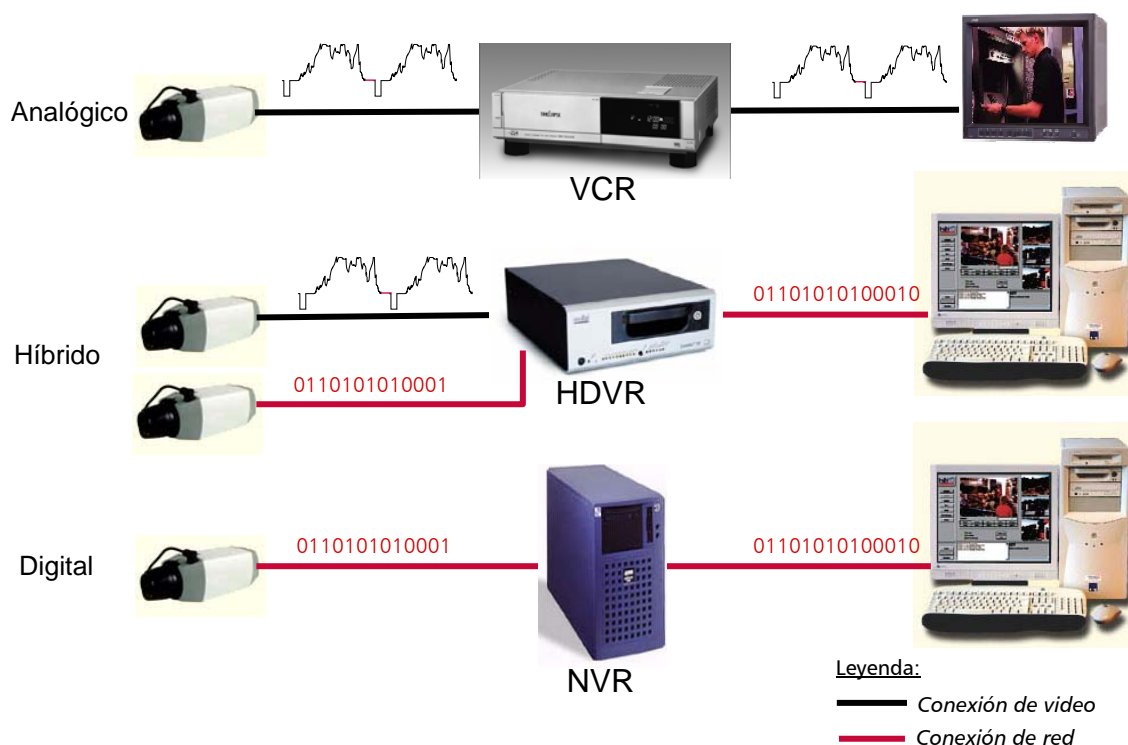 Analógico
VCR
Híbrido
01101010100010
0110101010001
HDVR
Digital
0110101010001
01101010100010
NVR
Leyenda:
Conexión de video
Conexión de red